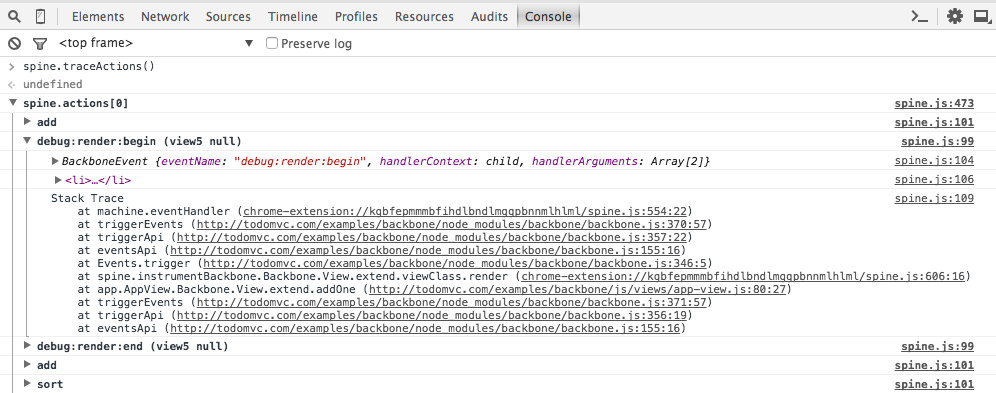 Elements Network Sources Timeline Profiles Resources Audits Console
<top frame> Preserve log
spine.traceActions()
undefined
spine.actions[0] spine.js:473
add spine.js:101
debug:render:begin (view5 null) spine.js:99
BackboneEvent {eventName: "debug:render:begin", handlerContext: child, handlerArguments: Array[2]} spine.js:104
<li>…</li> spine.js:106
Stack Trace spine.js:109
at machine.eventHandler (chrome-extension://kgbfepmmmbfihdlbndlmggpbnnmlhlml/spine.js:554:22)
at triggerEvents (http://todomvc.com/examples/backbone/node_modules/backbone/backbone.js:370:57)
at triggerApi (http://todomvc.com/examples/backbone/node_modules/backbone/backbone.js:357:22)
at eventsApi (http://todomvc.com/examples/backbone/node_modules/backbone/backbone.js:155:16)
at Events.trigger (http://todomvc.com/examples/backbone/node_modules/backbone/backbone.js:346:5)
at spine.instrumentBackbone.Backbone.View.extend.viewClass.render (chrome-extension://kgbfepmmmbfihdlbndlmggpbnnmlhlml/spine.js:606:16)
at app.AppView.Backbone.View.extend.addOne (http://todomvc.com/examples/backbone/js/views/app-view.js:80:27)
at triggerEvents (http://todomvc.com/examples/backbone/node_modules/backbone/backbone.js:371:57)
at triggerApi (http://todomvc.com/examples/backbone/node_modules/backbone/backbone.js:356:19)
at eventsApi (http://todomvc.com/examples/backbone/node_modules/backbone/backbone.js:155:16)
debug:render:end (view5 null) spine.js:99
add spine.js:101
sort spine.js:101